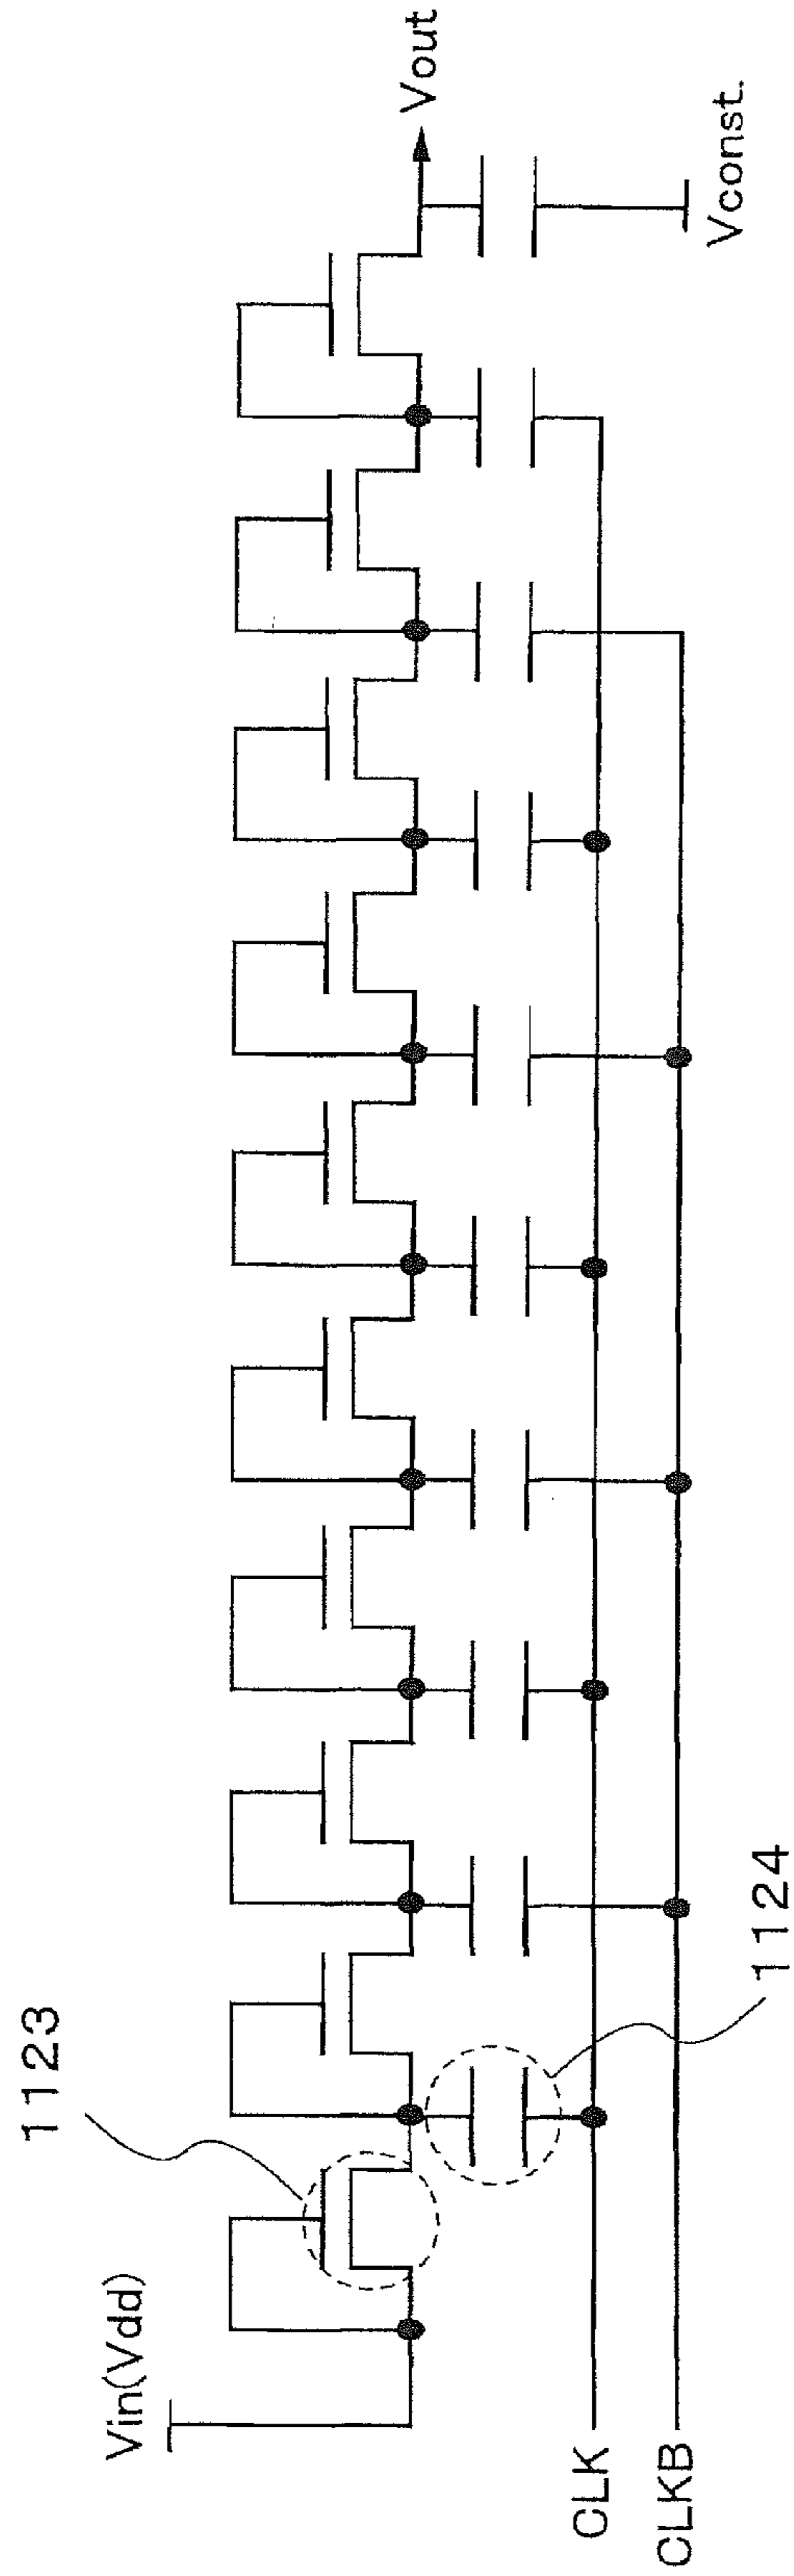 Vin(Vdd)
1123
Vout
Vconst.
1124
CLK
CLKB